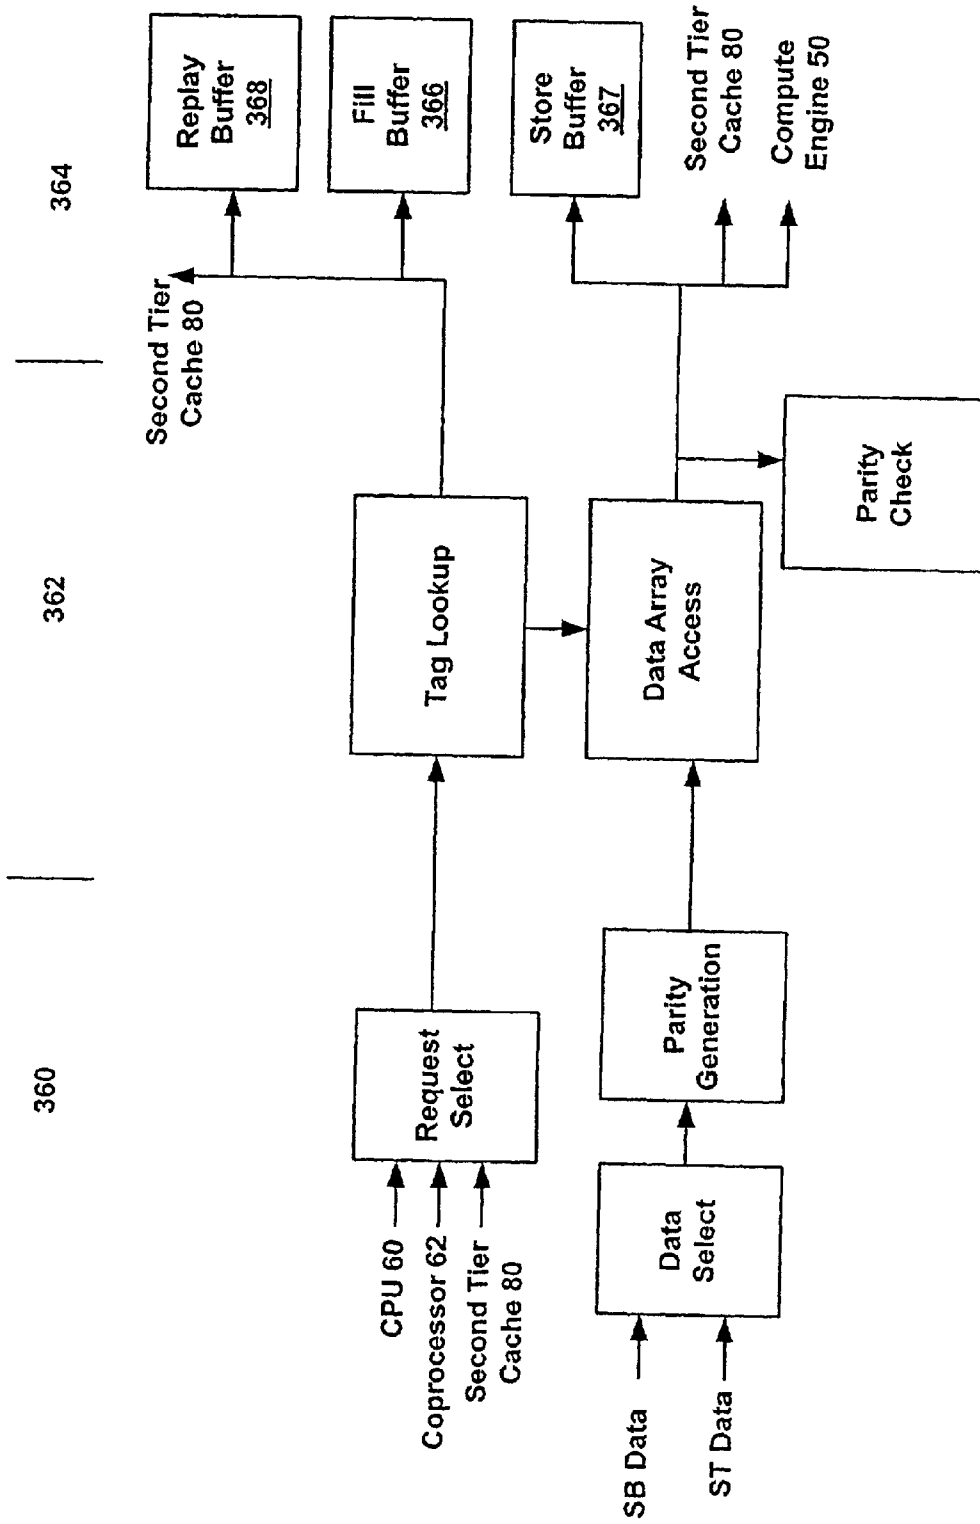 360
362
364
CPU 60
Coprocessor 62
Second Tier
Cache 80
Request
Select
Tag Lookup
Second Tier
Cache 80
Replay
Buffer
368
Fill
Buffer
366
SB Data
ST Data
Data
Select
Parity
Generation
Data Array
Access
Parity
Check
Store
Buffer
367
Second Tier
Cache 80
Compute
Engine 50